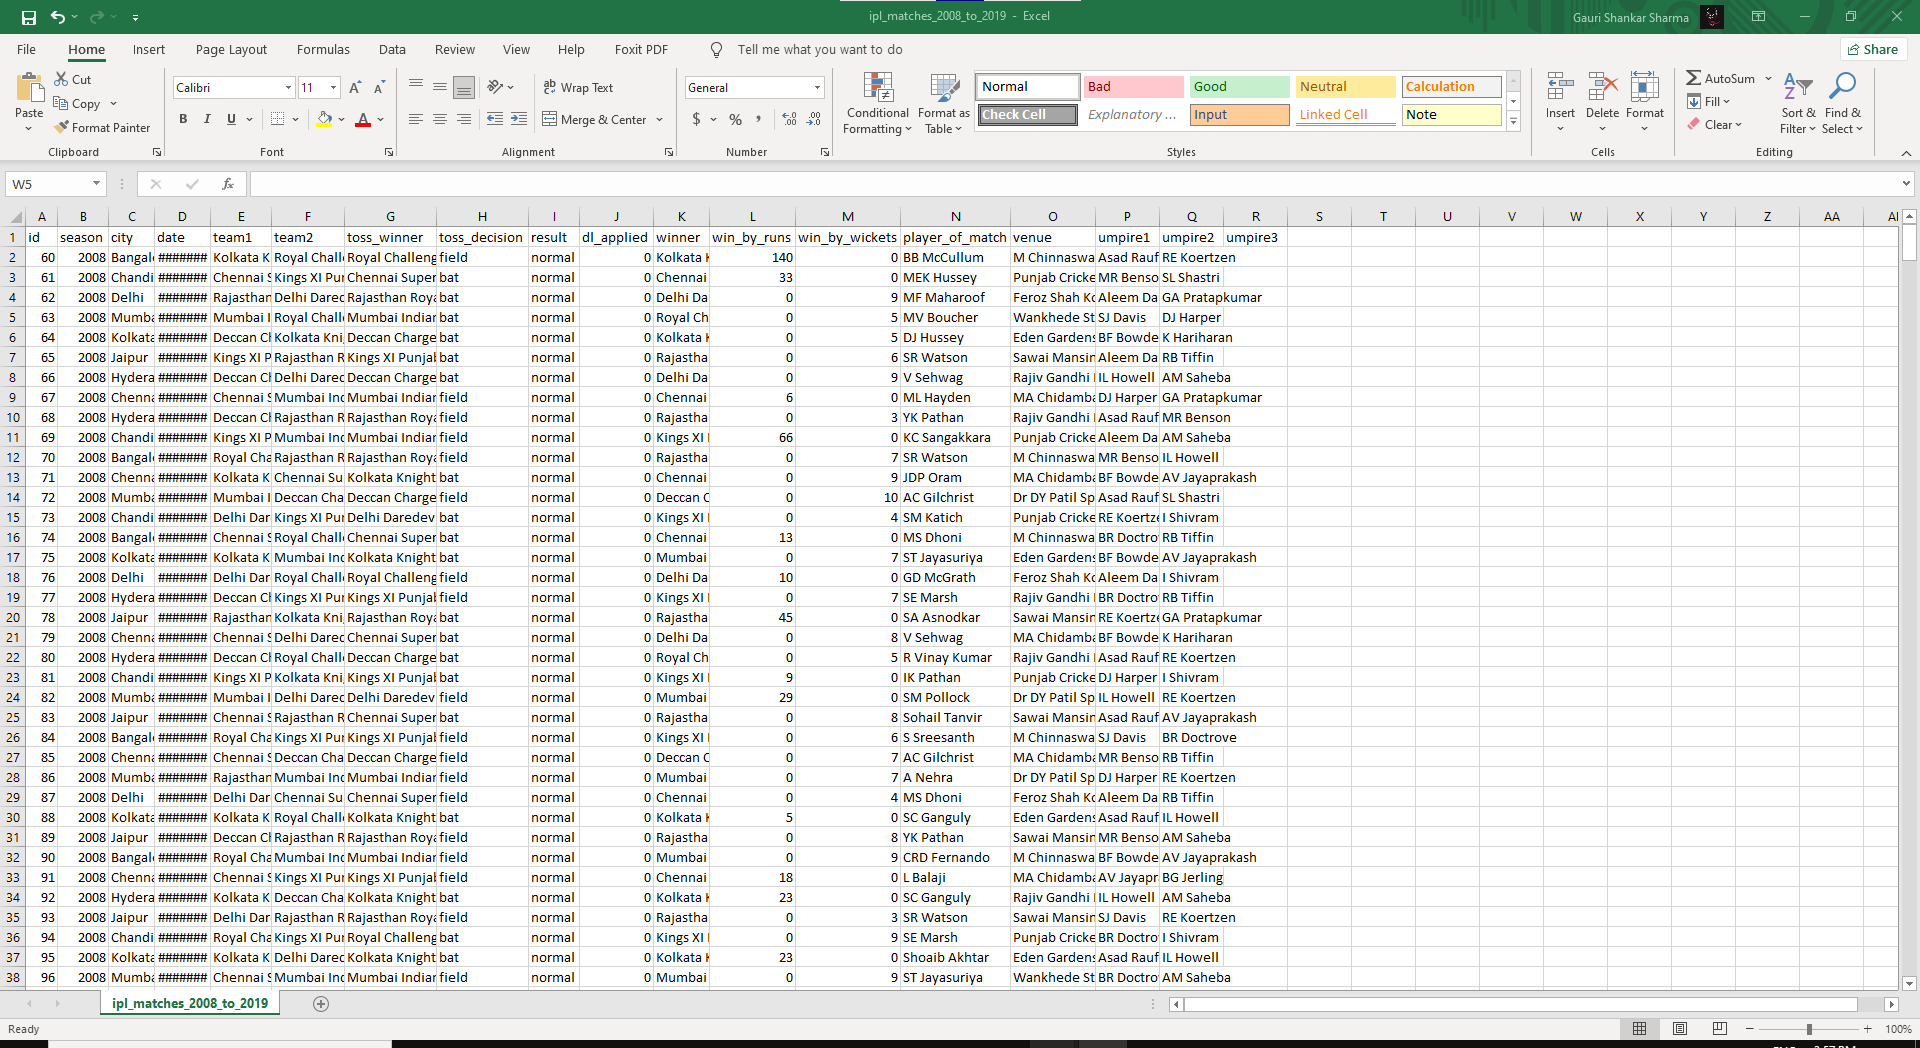 ipl_matches_2008_to_2019 - Excel
Gauri Shankar Sharma
File Home Insert Page Layout Formulas Data Review View Help Foxit PDF Tell me what you want to do Share
Paste Cut Copy Format Painter Clipboard
Calibri 11 B I U A A Font
Wrap Text Merge & Center Alignment
General $ % , Number
Conditional Formatting Format as Table
Normal Bad Good Neutral Calculation
Check Cell Explanatory ... Input Linked Cell Note
Styles
Insert Delete Format Cells
AutoSum Fill Clear Sort & Filter Find & Select Editing
W5 fx
A B C D E F G H I J K L M N O P Q R S T U V W X Y Z AA
1 id season city date team1 team2 toss_winner toss_decision result dl_applied winner win_by_runs win_by_wickets player_of_match venue umpire1 umpire2 umpire3
2 60 2008 Bangal ####### Kolkata K Royal Chall Royal Challeng field normal 0 Kolkata K 140 0 BB McCullum M Chinnaswa Asad Rauf RE Koertzen
3 61 2008 Chandi ####### Chennai S Kings XI Pun Chennai Super bat normal 0 Chennai 33 0 MEK Hussey Punjab Cricke MR Benso SL Shastri
4 62 2008 Delhi ####### Rajasthan Delhi Dared Rajasthan Roya bat normal 0 Delhi Da 0 9 MF Maharoof Feroz Shah Ko Aleem Da GA Pratapkumar
5 63 2008 Mumba ####### Mumbai I Royal Chall Mumbai Indian bat normal 0 Royal Ch 0 5 MV Boucher Wankhede St SJ Davis DJ Harper
6 64 2008 Kolkata ####### Deccan Ch Kolkata Kni Deccan Charge bat normal 0 Kolkata K 0 5 DJ Hussey Eden Gardens BF Bowde K Hariharan
7 65 2008 Jaipur ####### Kings XI P Rajasthan R Kings XI Punjab bat normal 0 Rajastha 0 6 SR Watson Sawai Mansin Aleem Da RB Tiffin
8 66 2008 Hydera ####### Deccan Ch Delhi Dared Deccan Charge bat normal 0 Delhi Da 0 9 V Sehwag Rajiv Gandhi IL Howell AM Saheba
9 67 2008 Chenna ####### Chennai S Mumbai Ind Mumbai Indian field normal 0 Chennai 6 0 ML Hayden MA Chidamba DJ Harper GA Pratapkumar
10 68 2008 Hydera ####### Deccan Ch Rajasthan R Rajasthan Roya field normal 0 Rajastha 0 3 YK Pathan Rajiv Gandhi Asad Rauf MR Benson
11 69 2008 Chandi ####### Kings XI P Mumbai Ind Mumbai Indian field normal 0 Kings XI 66 0 KC Sangakkara Punjab Cricke Aleem Da AM Saheba
12 70 2008 Bangal ####### Royal Cha Rajasthan R Rajasthan Roya field normal 0 Rajastha 0 7 SR Watson M Chinnaswa MR Benso IL Howell
13 71 2008 Chenna ####### Kolkata K Chennai Su Kolkata Knight bat normal 0 Chennai 0 9 JDP Oram MA Chidamba BF Bowde AV Jayaprakash
14 72 2008 Mumba ####### Mumbai I Deccan Cha Deccan Charge field normal 0 Deccan C 0 10 AC Gilchrist Dr DY Patil Sp Asad Rauf SL Shastri
15 73 2008 Chandi ####### Delhi Dar Kings XI Pun Delhi Daredev bat normal 0 Kings XI 0 4 SM Katich Punjab Cricke RE Koertze I Shivram
16 74 2008 Bangal ####### Chennai S Royal Chall Chennai Super bat normal 0 Chennai 13 0 MS Dhoni M Chinnaswa BR Doctro RB Tiffin
17 75 2008 Kolkata ####### Kolkata K Mumbai Ind Kolkata Knight bat normal 0 Mumbai 0 7 ST Jayasuriya Eden Gardens BF Bowde AV Jayaprakash
18 76 2008 Delhi ####### Delhi Dar Royal Chall Royal Challeng field normal 0 Delhi Da 10 0 GD McGrath Feroz Shah Ko Aleem Da I Shivram
19 77 2008 Hydera ####### Deccan Ch Kings XI Pun Kings XI Punjab field normal 0 Kings XI 0 7 SE Marsh Rajiv Gandhi BR Doctro RB Tiffin
20 78 2008 Jaipur ####### Rajasthan Kolkata Kni Rajasthan Roya bat normal 0 Rajastha 45 0 SA Asnodkar Sawai Mansin RE Koertze GA Pratapkumar
21 79 2008 Chenna ####### Chennai S Delhi Dared Chennai Super bat normal 0 Delhi Da 0 8 V Sehwag MA Chidamba BF Bowde K Hariharan
22 80 2008 Hydera ####### Deccan Ch Royal Chall Deccan Charge bat normal 0 Royal Ch 0 5 R Vinay Kumar Rajiv Gandhi Asad Rauf RE Koertzen
23 81 2008 Chandi ####### Kings XI P Kolkata Kni Kings XI Punjab bat normal 0 Kings XI 9 0 IK Pathan Punjab Cricke DJ Harper I Shivram
24 82 2008 Mumba ####### Mumbai I Delhi Dared Delhi Daredev field normal 0 Mumbai 29 0 SM Pollock Dr DY Patil Sp IL Howell RE Koertzen
25 83 2008 Jaipur ####### Chennai S Rajasthan R Chennai Super bat normal 0 Rajastha 0 8 Sohail Tanvir Sawai Mansin Asad Rauf AV Jayaprakash
26 84 2008 Bangal ####### Royal Cha Kings XI Pun Kings XI Punjab field normal 0 Kings XI 0 6 S Sreesanth M Chinnaswa SJ Davis BR Doctrove
27 85 2008 Chenna ####### Chennai S Deccan Cha Deccan Charge field normal 0 Deccan C 0 7 AC Gilchrist MA Chidamba MR Benso RB Tiffin
28 86 2008 Mumba ####### Rajasthan Mumbai Ind Mumbai Indian field normal 0 Mumbai 0 7 A Nehra Dr DY Patil Sp DJ Harper RE Koertzen
29 87 2008 Delhi ####### Delhi Dar Chennai Su Chennai Super field normal 0 Chennai 0 4 MS Dhoni Feroz Shah Ko Aleem Da RB Tiffin
30 88 2008 Kolkata ####### Kolkata K Royal Chall Kolkata Knight bat normal 0 Kolkata K 5 0 SC Ganguly Eden Gardens Asad Rauf IL Howell
31 89 2008 Jaipur ####### Deccan Ch Rajasthan R Rajasthan Roya field normal 0 Rajastha 0 8 YK Pathan Sawai Mansin MR Benso AM Saheba
32 90 2008 Bangal ####### Royal Cha Mumbai Ind Mumbai Indian field normal 0 Mumbai 0 9 CRD Fernando M Chinnaswa BF Bowde AV Jayaprakash
33 91 2008 Chenna ####### Chennai S Kings XI Pun Kings XI Punjab field normal 0 Chennai 18 0 L Balaji MA Chidamba AV Jayapr BG Jerling
34 92 2008 Hydera ####### Kolkata K Deccan Cha Kolkata Knight bat normal 0 Kolkata K 23 0 SC Ganguly Rajiv Gandhi IL Howell AM Saheba
35 93 2008 Jaipur ####### Delhi Dar Rajasthan R Rajasthan Roya field normal 0 Rajastha 0 3 SR Watson Sawai Mansin SJ Davis RE Koertzen
36 94 2008 Chandi ####### Royal Cha Kings XI Pun Royal Challeng bat normal 0 Kings XI 0 9 SE Marsh Punjab Cricke BR Doctro I Shivram
37 95 2008 Kolkata ####### Kolkata K Delhi Dared Kolkata Knight bat normal 0 Kolkata K 23 0 Shoaib Akhtar Eden Gardens Asad Rauf IL Howell
38 96 2008 Mumba ####### Chennai S Mumbai Ind Mumbai Indian field normal 0 Mumbai 0 9 ST Jayasuriya Wankhede St BR Doctro AM Saheba
ipl_matches_2008_to_2019
Ready 100%